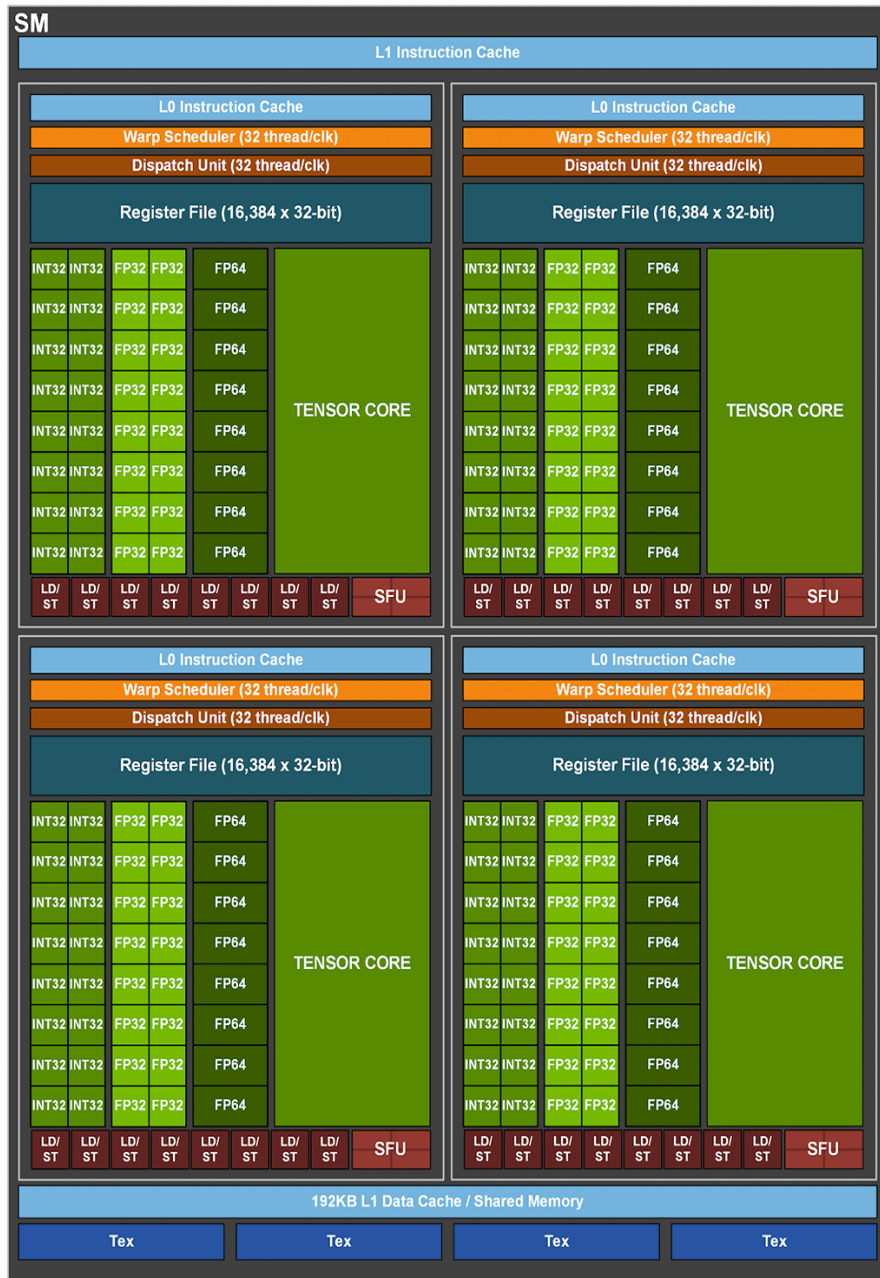 SM
L1 Instruction Cache
L0 Instruction Cache
Warp Scheduler (32 thread/clk)
Dispatch Unit (32 thread/clk)
Register File (16,384 x 32-bit)
INT32 INT32 FP32 FP32 FP64
INT32 INT32 FP32 FP32 FP64
INT32 INT32 FP32 FP32 FP64
INT32 INT32 FP32 FP32 FP64
TENSOR CORE
INT32 INT32 FP32 FP32 FP64
INT32 INT32 FP32 FP32 FP64
INT32 INT32 FP32 FP32 FP64
INT32 INT32 FP32 FP32 FP64
LD/ LD/ LD/ LD/ LD/ LD/ LD/ LD/
ST ST ST ST ST ST ST ST
SFU
L0 Instruction Cache
Warp Scheduler (32 thread/clk)
Dispatch Unit (32 thread/clk)
Register File (16,384 x 32-bit)
INT32 INT32 FP32 FP32 FP64
INT32 INT32 FP32 FP32 FP64
INT32 INT32 FP32 FP32 FP64
INT32 INT32 FP32 FP32 FP64
TENSOR CORE
INT32 INT32 FP32 FP32 FP64
INT32 INT32 FP32 FP32 FP64
INT32 INT32 FP32 FP32 FP64
INT32 INT32 FP32 FP32 FP64
LD/ LD/ LD/ LD/ LD/ LD/ LD/ LD/
ST ST ST ST ST ST ST ST
SFU
L0 Instruction Cache
Warp Scheduler (32 thread/clk)
Dispatch Unit (32 thread/clk)
Register File (16,384 x 32-bit)
INT32 INT32 FP32 FP32 FP64
INT32 INT32 FP32 FP32 FP64
INT32 INT32 FP32 FP32 FP64
INT32 INT32 FP32 FP32 FP64
TENSOR CORE
INT32 INT32 FP32 FP32 FP64
INT32 INT32 FP32 FP32 FP64
INT32 INT32 FP32 FP32 FP64
INT32 INT32 FP32 FP32 FP64
LD/ LD/ LD/ LD/ LD/ LD/ LD/ LD/
ST ST ST ST ST ST ST ST
SFU
L0 Instruction Cache
Warp Scheduler (32 thread/clk)
Dispatch Unit (32 thread/clk)
Register File (16,384 x 32-bit)
INT32 INT32 FP32 FP32 FP64
INT32 INT32 FP32 FP32 FP64
INT32 INT32 FP32 FP32 FP64
INT32 INT32 FP32 FP32 FP64
TENSOR CORE
INT32 INT32 FP32 FP32 FP64
INT32 INT32 FP32 FP32 FP64
INT32 INT32 FP32 FP32 FP64
INT32 INT32 FP32 FP32 FP64
LD/ LD/ LD/ LD/ LD/ LD/ LD/ LD/
ST ST ST ST ST ST ST ST
SFU
192KB L1 Data Cache / Shared Memory
Tex Tex Tex Tex